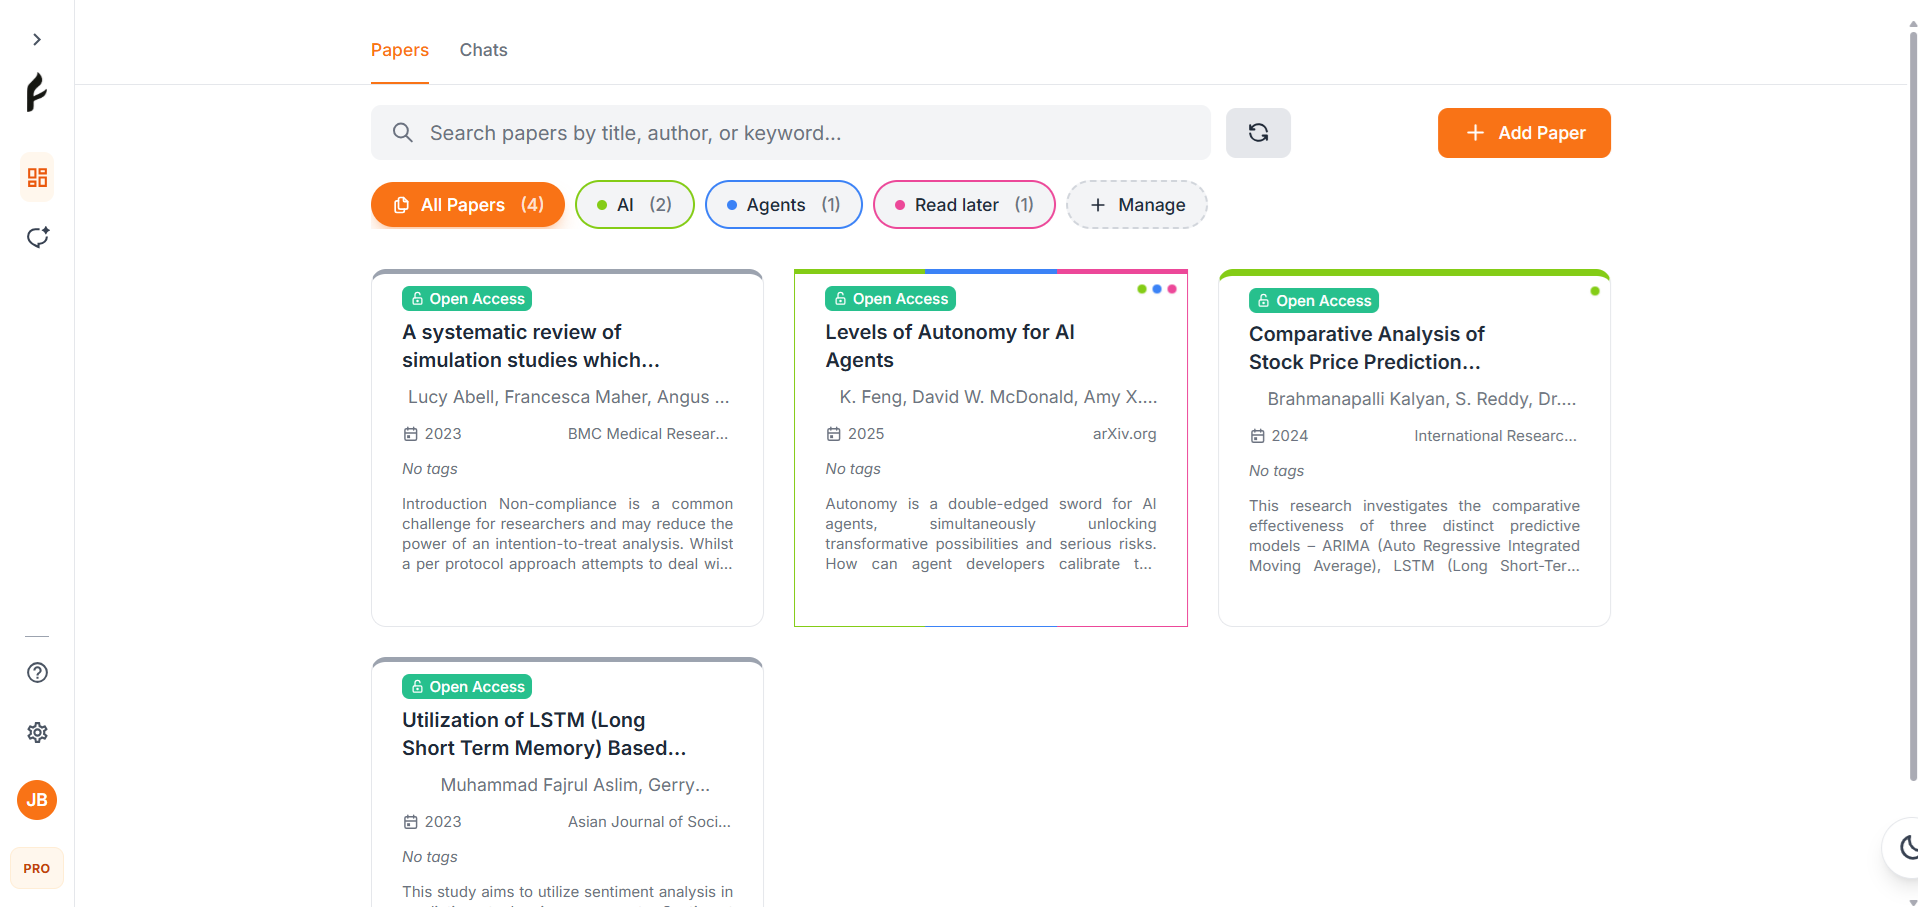 Papers Chats
Search papers by title, author, or keyword...
Add Paper
All Papers (4) AI (2) Agents (1) Read later (1) Manage
Open Access
A systematic review of
simulation studies which...
Lucy Abell, Francesca Maher, Angus ...
2023 BMC Medical Resear...
No tags
Introduction Non-compliance is a common
challenge for researchers and may reduce the
power of an intention-to-treat analysis. Whilst
a per protocol approach attempts to deal wi...
Open Access
Levels of Autonomy for AI
Agents
K. Feng, David W. McDonald, Amy X....
2025 arXiv.org
No tags
Autonomy is a double-edged sword for AI
agents, simultaneously unlocking
transformative possibilities and serious risks.
How can agent developers calibrate t...
Open Access
Comparative Analysis of
Stock Price Prediction...
Brahmanapalli Kalyan, S. Reddy, Dr....
2024 International Researc...
No tags
This research investigates the comparative
effectiveness of three distinct predictive
models – ARIMA (Auto Regressive Integrated
Moving Average), LSTM (Long Short-Ter...
Open Access
Utilization of LSTM (Long
Short Term Memory) Based...
Muhammad Fajrul Aslim, Gerry...
2023 Asian Journal of Soci...
No tags
This study aims to utilize sentiment analysis in
JB
PRO